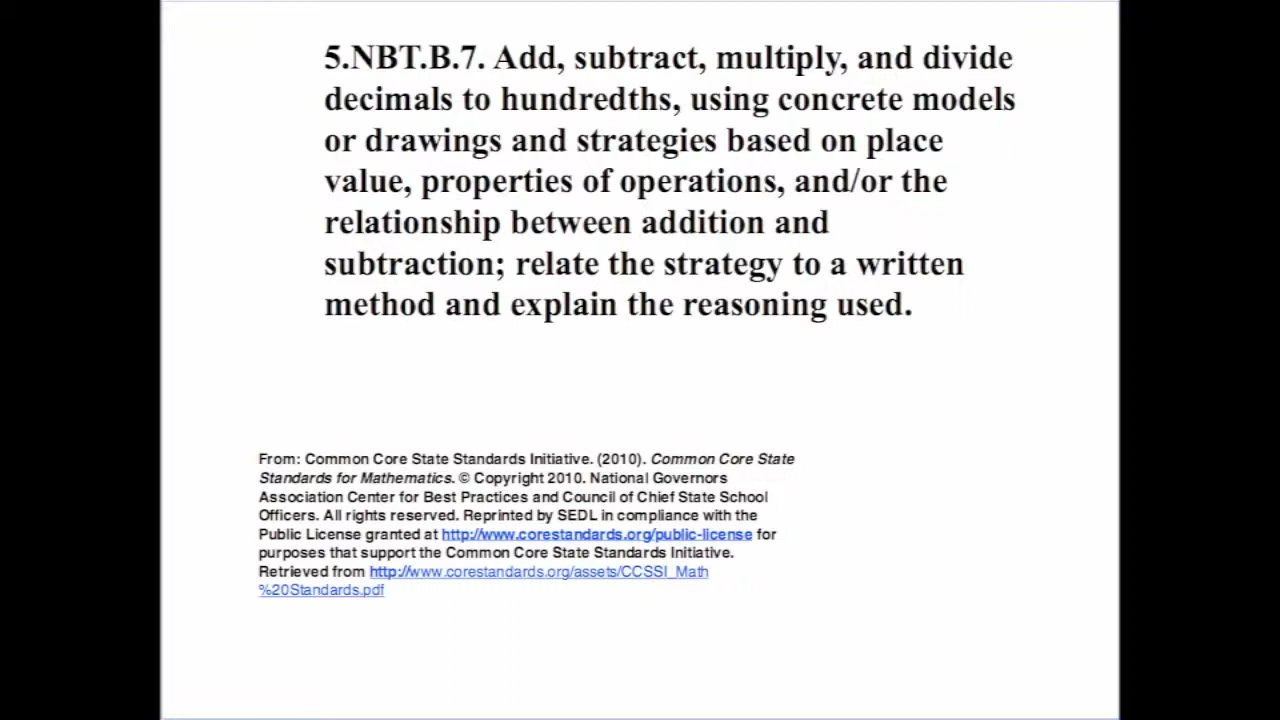 5.NBT.B.7. Add, subtract, multiply, and divide
decimals to hundredths, using concrete models
or drawings and strategies based on place
value, properties of operations, and/or the
relationship between addition and
subtraction; relate the strategy to a written
method and explain the reasoning used.
From: Common Core State Standards Initiative. (2010). Common Core State
Standards for Mathematics. © Copyright 2010. National Governors
Association Center for Best Practices and Council of Chief State School
Officers. All rights reserved. Reprinted by SEDL in compliance with the
Public License granted at http://www.corestandards.org/public-license for
purposes that support the Common Core State Standards Initiative.
Retrieved from http://www.corestandards.org/assets/CCSSI_Math
%20Standards.pdf